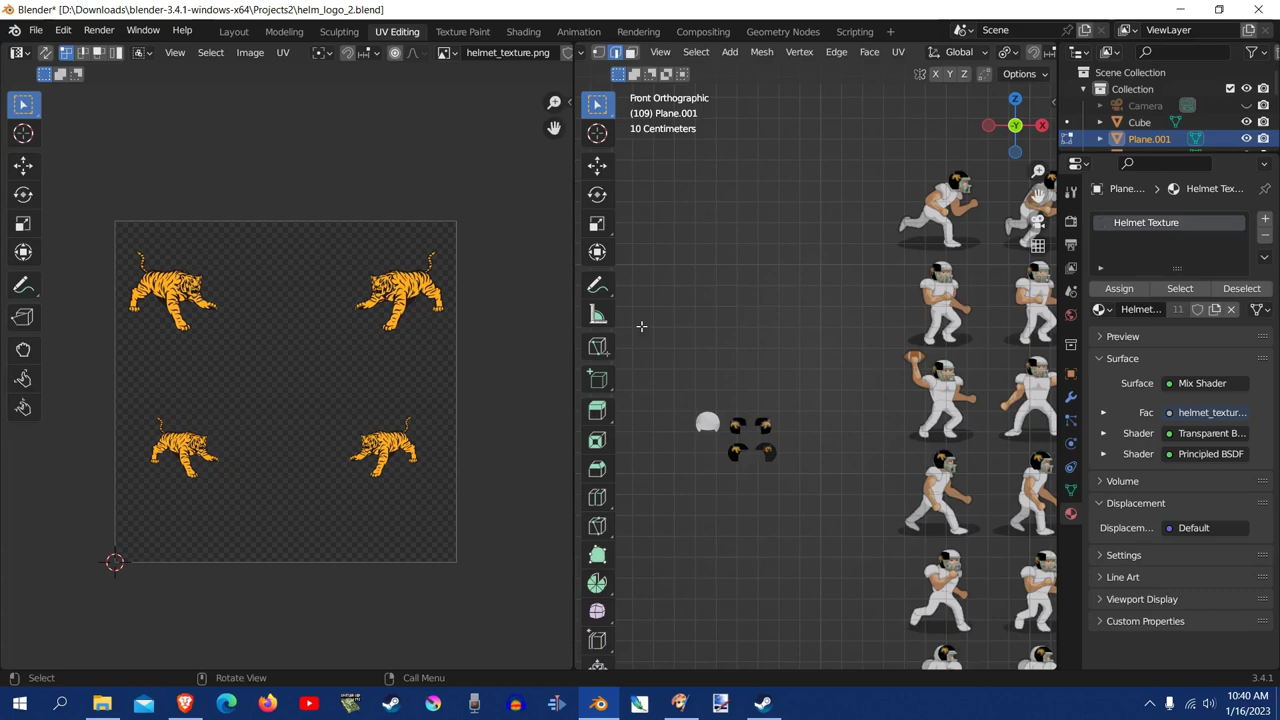 Blender* [D:\Downloads\blender-3.4.1-windows-x64\Projects2\helm_logo_2.blend]
File Edit Render Window Help Layout Modeling Sculpting UV Editing Texture Paint Shading Animation Rendering Compositing Geometry Nodes Scripting + Scene ViewLayer
View Select Image UV helmet_texture.png View Select Add Mesh Vertex Edge Face UV Global
X Y Z Options
Scene Collection
Collection
Camera
Cube
Plane.001
Front Orthographic
(109) Plane.001
10 Centimeters
Z
-Y X
Plane.... Helmet Tex...
Helmet Texture
Assign Select Deselect
Helmet... 11
Preview
Surface
Surface Mix Shader
Fac helmet_textur...
Shader Transparent B...
Shader Principled BSDF
Volume
Displacement
Displacem... Default
Settings
Line Art
Viewport Display
Custom Properties
Select Rotate View Call Menu 3.4.1
10:40 AM
1/16/2023